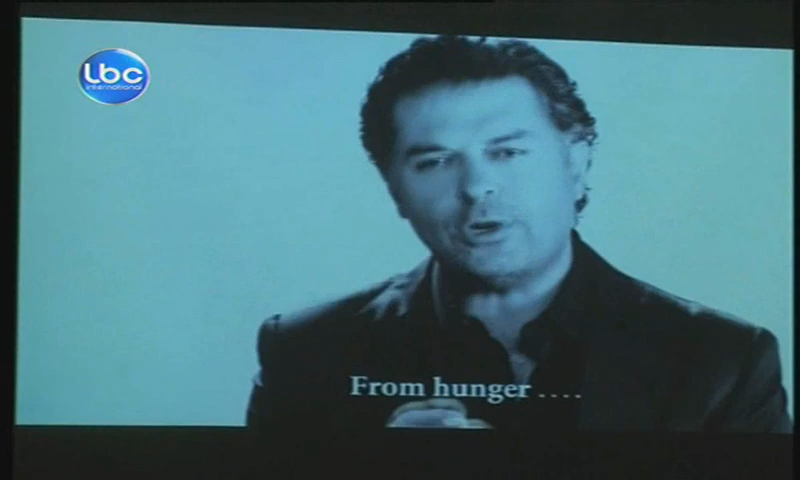 lbc
international
From hunger ....